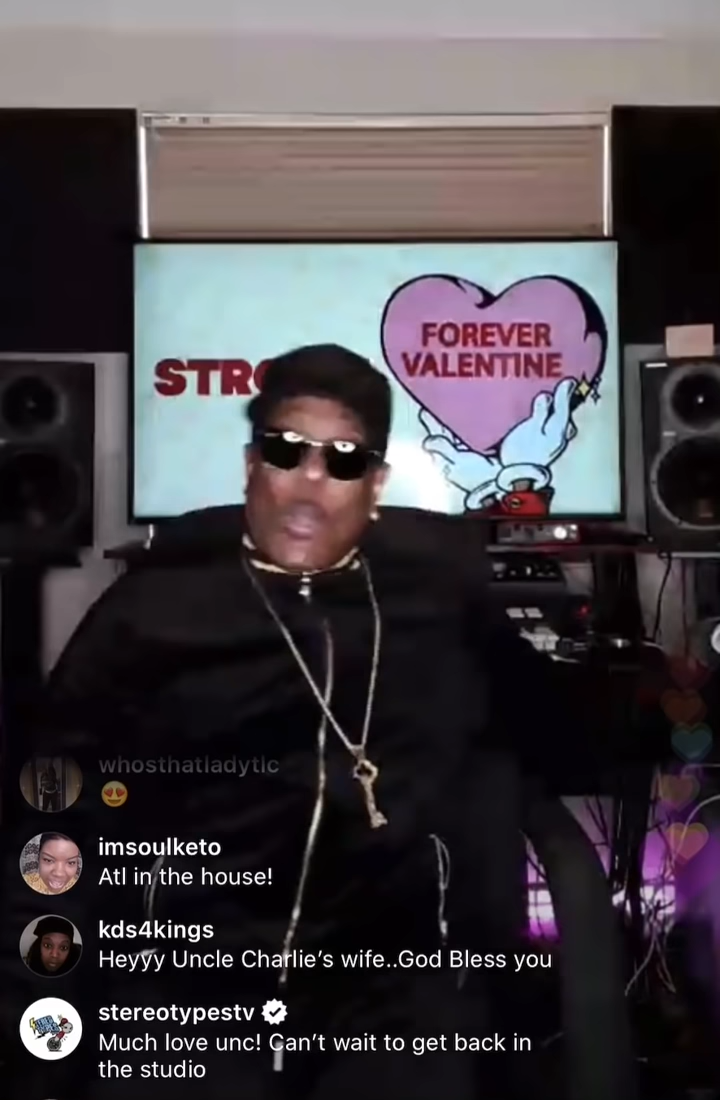 FOREVER
VALENTINE
whosthatladytlc
😍
imsoulketo
Atl in the house!
kds4kings
Heyyy Uncle Charlie’s wife..God Bless you
stereotypestv
Much love unc! Can’t wait to get back in
the studio